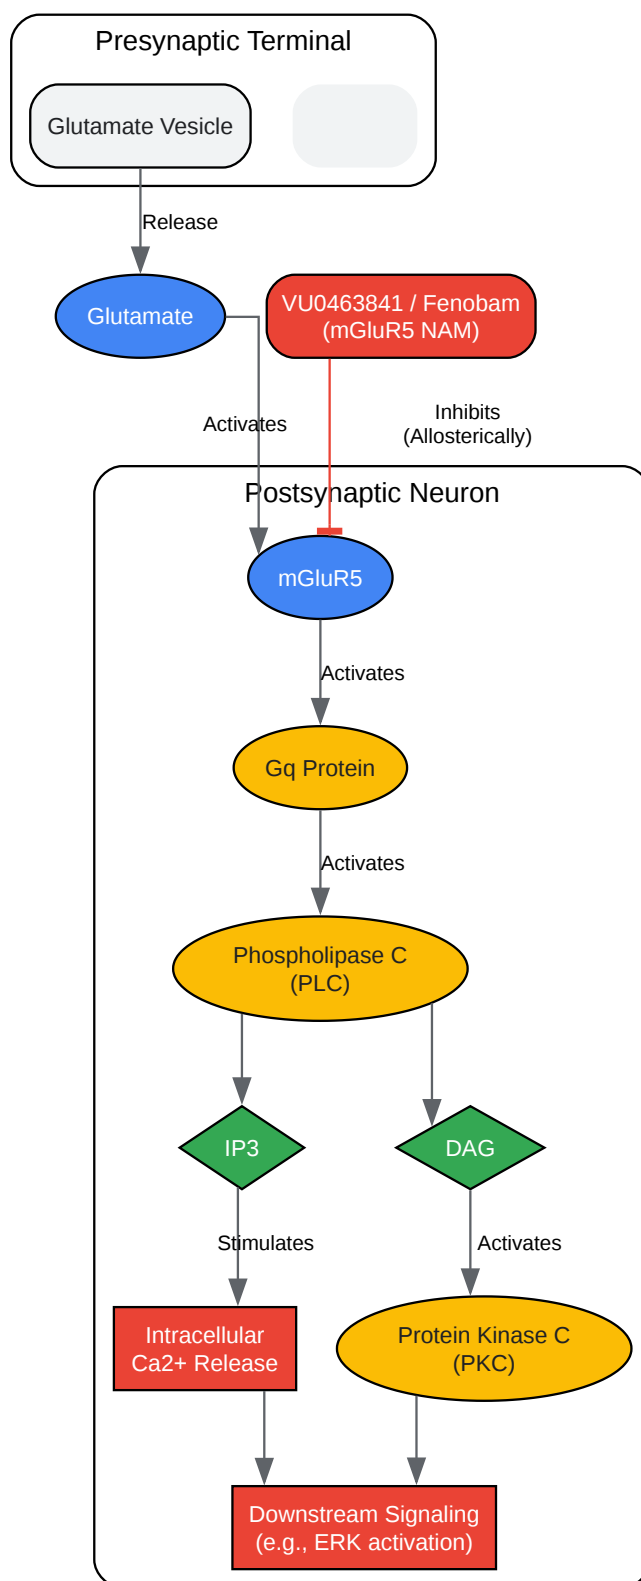 Presynaptic Terminal
Glutamate Vesicle
Release
Glutamate
VU0463841 / Fenobam
(mGluR5 NAM)
Activates
Inhibits
(Allosterically)
Postsynaptic Neuron
mGluR5
Activates
Gq Protein
Activates
Phospholipase C
(PLC)
IP3
DAG
Stimulates
Activates
Intracellular
Ca2+ Release
Protein Kinase C
(PKC)
Downstream Signaling
(e.g., ERK activation)